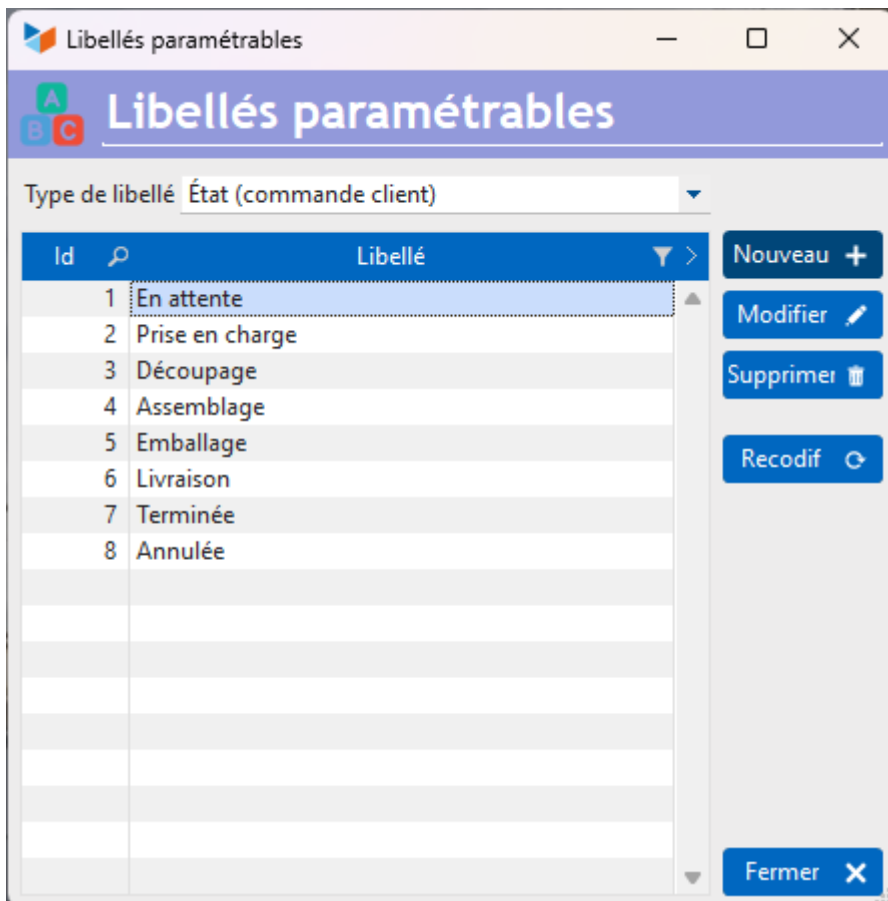 Libellés paramétrables
A
B C
Libellés paramétrables
Type de libellé État (commande client)
Id Libellé
1 En attente
2 Prise en charge
3 Découpage
4 Assemblage
5 Emballage
6 Livraison
7 Terminée
8 Annulée
Nouveau
Modifier
Supprimer
Recodif
Fermer